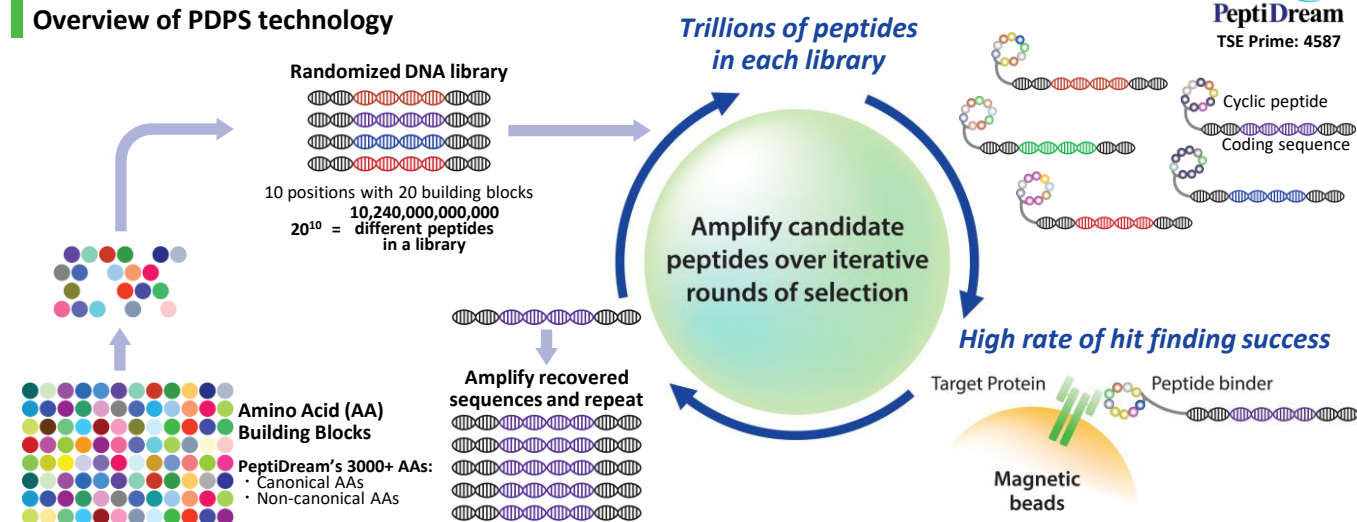 Overview of PDPS technology
PeptiDream
TSE Prime: 4587
Trillions of peptides
in each library
Randomized DNA library
10 positions with 20 building blocks
20¹⁰ = 10,240,000,000,000
different peptides
in a library
Cyclic peptide
Coding sequence
Amplify candidate
peptides over iterative
rounds of selection
High rate of hit finding success
Target Protein
Peptide binder
Magnetic
beads
Amplify recovered
sequences and repeat
Amino Acid (AA)
Building Blocks
PeptiDream's 3000+ AAs:
・Canonical AAs
・Non-canonical AAs